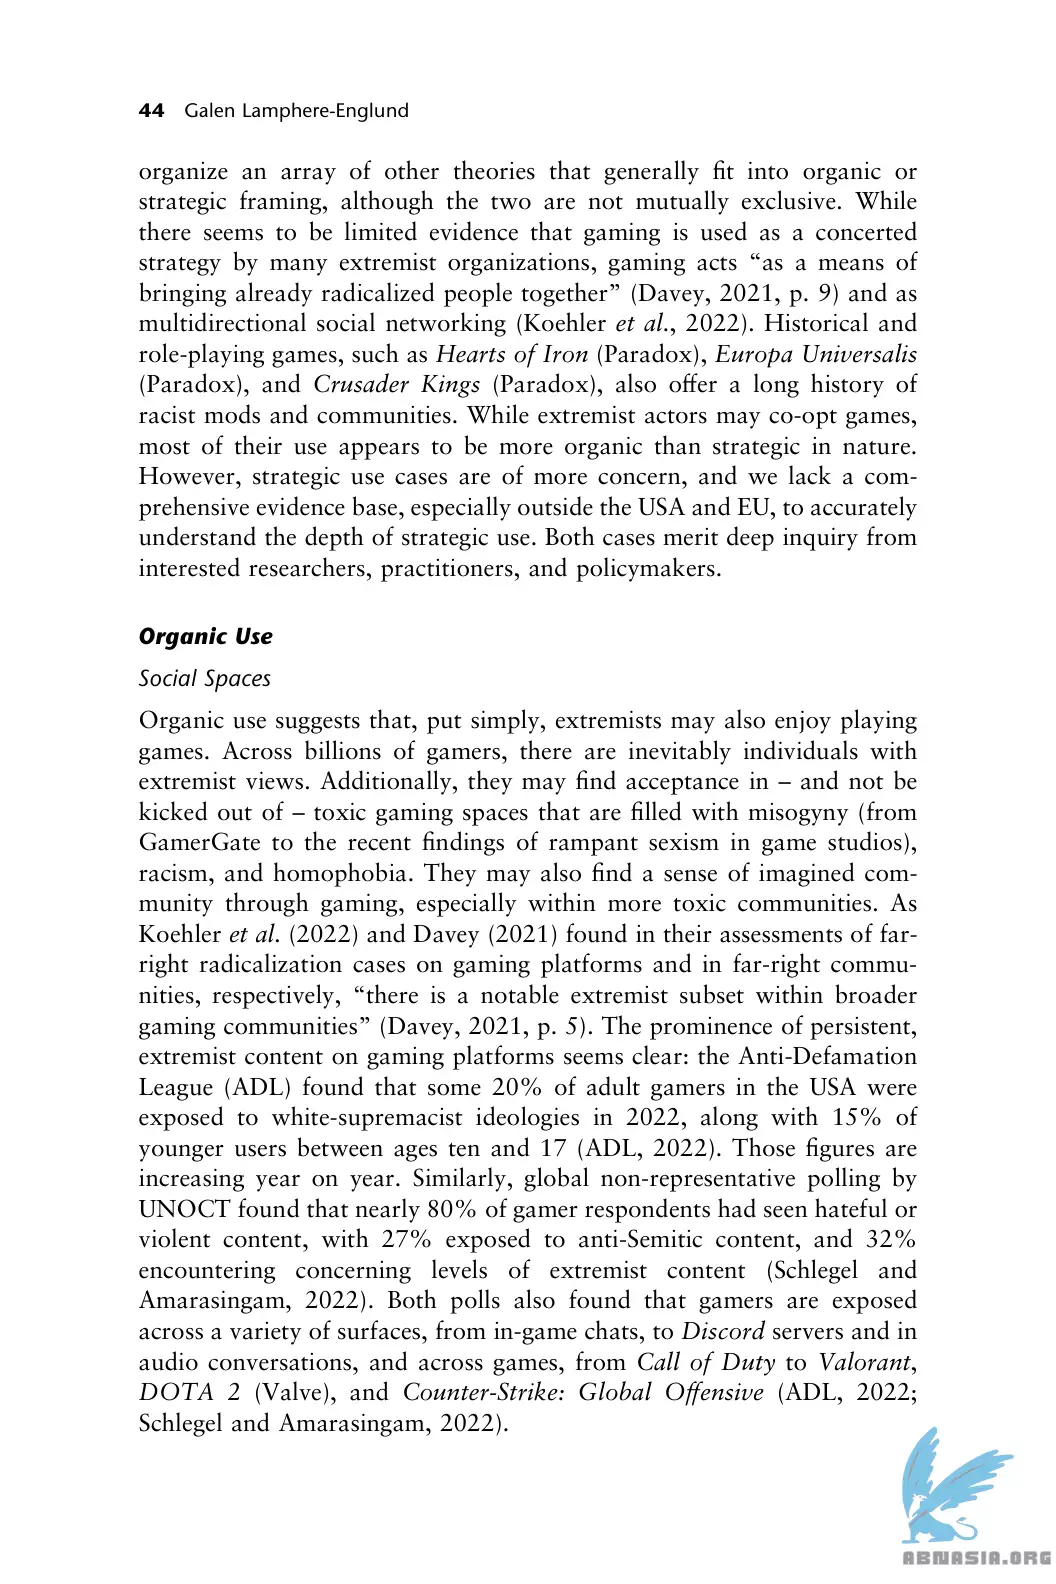 44 Galen Lamphere-Englund
organize an array of other theories that generally fit into organic or
strategic framing, although the two are not mutually exclusive. While
there seems to be limited evidence that gaming is used as a concerted
strategy by many extremist organizations, gaming acts “as a means of
bringing already radicalized people together” (Davey, 2021, p. 9) and as
multidirectional social networking (Koehler et al., 2022). Historical and
role-playing games, such as Hearts of Iron (Paradox), Europa Universalis
(Paradox), and Crusader Kings (Paradox), also offer a long history of
racist mods and communities. While extremist actors may co-opt games,
most of their use appears to be more organic than strategic in nature.
However, strategic use cases are of more concern, and we lack a com-
prehensive evidence base, especially outside the USA and EU, to accurately
understand the depth of strategic use. Both cases merit deep inquiry from
interested researchers, practitioners, and policymakers.
Organic Use
Social Spaces
Organic use suggests that, put simply, extremists may also enjoy playing
games. Across billions of gamers, there are inevitably individuals with
extremist views. Additionally, they may find acceptance in – and not be
kicked out of – toxic gaming spaces that are filled with misogyny (from
GamerGate to the recent findings of rampant sexism in game studios),
racism, and homophobia. They may also find a sense of imagined com-
munity through gaming, especially within more toxic communities. As
Koehler et al. (2022) and Davey (2021) found in their assessments of far-
right radicalization cases on gaming platforms and in far-right commu-
nities, respectively, “there is a notable extremist subset within broader
gaming communities” (Davey, 2021, p. 5). The prominence of persistent,
extremist content on gaming platforms seems clear: the Anti-Defamation
League (ADL) found that some 20% of adult gamers in the USA were
exposed to white-supremacist ideologies in 2022, along with 15% of
younger users between ages ten and 17 (ADL, 2022). Those figures are
increasing year on year. Similarly, global non-representative polling by
UNOCT found that nearly 80% of gamer respondents had seen hateful or
violent content, with 27% exposed to anti-Semitic content, and 32%
encountering concerning levels of extremist content (Schlegel and
Amarasingam, 2022). Both polls also found that gamers are exposed
across a variety of surfaces, from in-game chats, to Discord servers and in
audio conversations, and across games, from Call of Duty to Valorant,
DOTA 2 (Valve), and Counter-Strike: Global Offensive (ADL, 2022;
Schlegel and Amarasingam, 2022).
ABNASIA.ORG